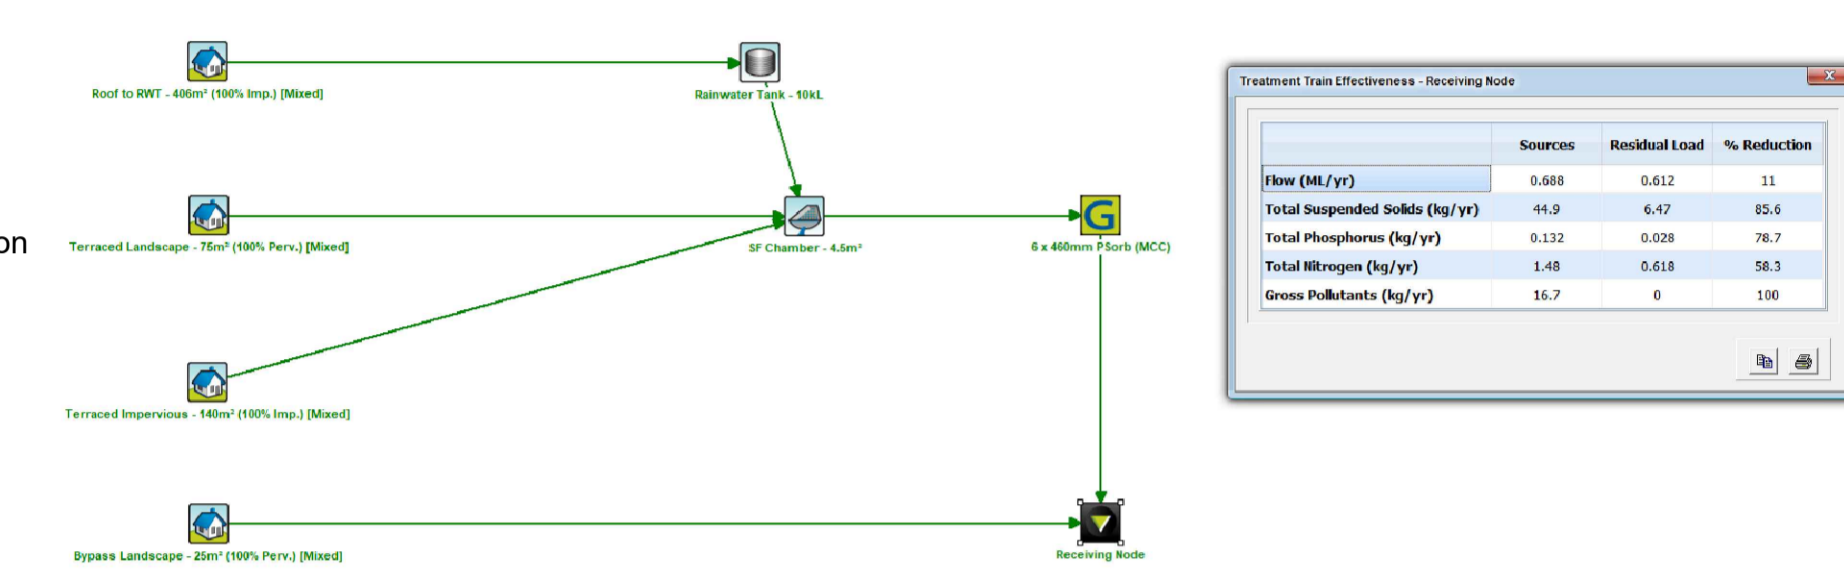 Roof to RWT - 406m² (100% Imp.) [Mixed]
Rainwater Tank - 10kL
on
Terraced Landscape - 75m² (100% Perv.) [Mixed]
SF Chamber - 4.5m²
6 x 460mm PSorb (MCC)
G
Terraced Impervious - 140m² (100% Imp.) [Mixed]
Bypass Landscape - 25m² (100% Perv.) [Mixed]
Receiving Node
Treatment Train Effectiveness - Receiving Node
X
Sources Residual Load % Reduction
Flow (ML/yr) 0.688 0.612 11
Total Suspended Solids (kg/yr) 44.9 6.47 85.6
Total Phosphorus (kg/yr) 0.132 0.028 78.7
Total Nitrogen (kg/yr) 1.48 0.618 58.3
Gross Pollutants (kg/yr) 16.7 0 100